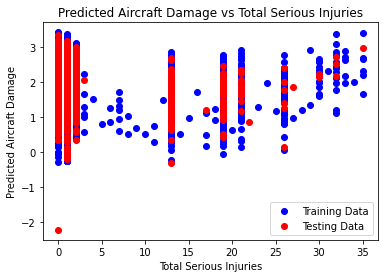 Predicted Aircraft Damage vs Total Serious Injuries
3
2
1
0
−1
−2
Predicted Aircraft Damage
Training Data
Testing Data
0 5 10 15 20 25 30 35
Total Serious Injuries